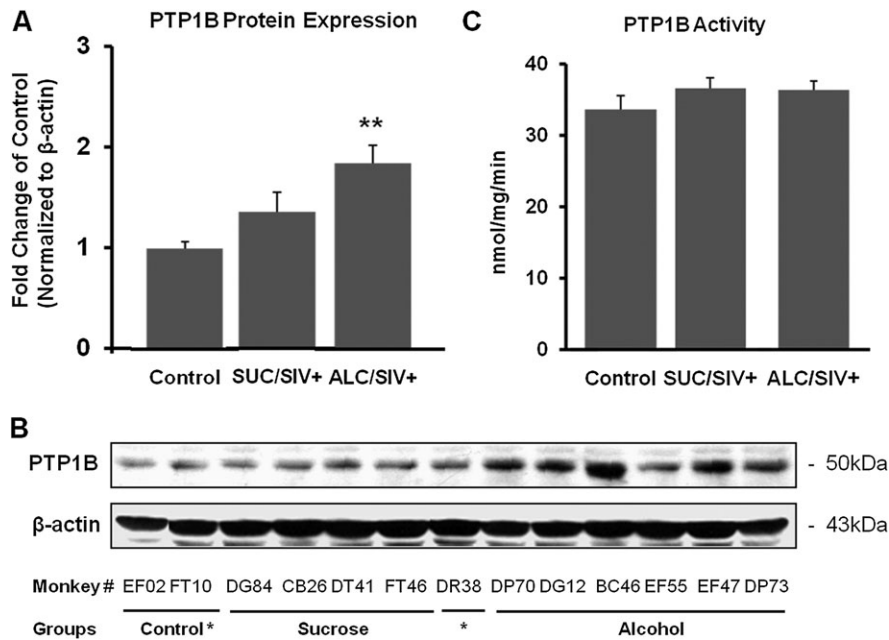 A
PTP1B Protein Expression
Fold Change of Control
(Normalized to β-actin)
3
2
1
0
**
Control SUC/SIV+ ALC/SIV+
C
PTP1B Activity
nmol/mg/min
40
30
36
10
0
Control SUC/SIV+ ALC/SIV+
B
PTP1B
- 50kDa
β-actin
- 43kDa
Monkey # EF02 FT10 DG84 CB26 DT41 FT46 DR38 DP70 DG12 BC46 EF55 EF47 DP73
Groups Control * Sucrose * Alcohol